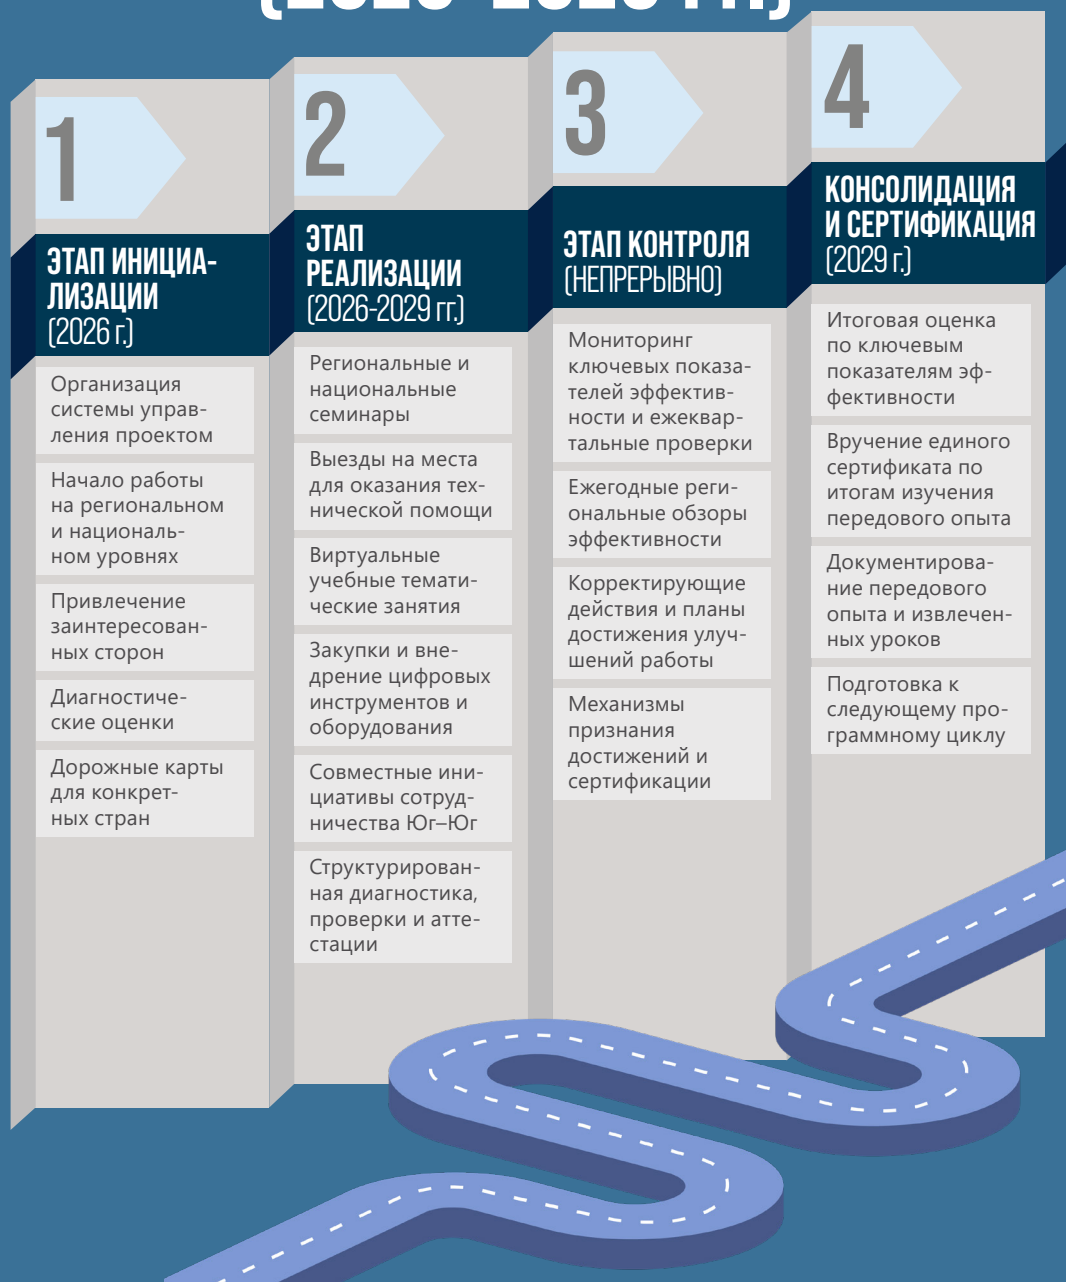 1
ЭТАП ИНИЦИА-
ЛИЗАЦИИ
(2026 г.)
Организация
системы управ-
ления проектом
Начало работы
на региональном
и националь-
ном уровнях
Привлечение
заинтересован-
ных сторон
Диагностиче-
ские оценки
Дорожные карты
для конкрет-
ных стран
2
ЭТАП
РЕАЛИЗАЦИИ
(2026-2029 гг.)
Региональные и
национальные
семинары
Выезды на места
для оказания тех-
нической помощи
Виртуальные
учебные темати-
ческие занятия
Закупки и вне-
дрение цифровых
инструментов и
оборудования
Совместные ини-
циативы сотруд-
ничества Юг–Юг
Структурирован-
ная диагностика,
проверки и атте-
стации
3
ЭТАП КОНТРОЛЯ
(НЕПРЕРЫВНО)
Мониторинг
ключевых показа-
телей эффектив-
ности и ежеквар-
тальные проверки
Ежегодные реги-
ональные обзоры
эффективности
Корректирующие
действия и планы
достижения улуч-
шений работы
Механизмы
признания
достижений и
сертификации
4
КОНСОЛИДАЦИЯ
И СЕРТИФИКАЦИЯ
(2029 г.)
Итоговая оценка
по ключевым
показателям эф-
фективности
Вручение единого
сертификата по
итогам изучения
передового опыта
Документирова-
ние передового
опыта и извлечен-
ных уроков
Подготовка к
следующему про-
граммному циклу